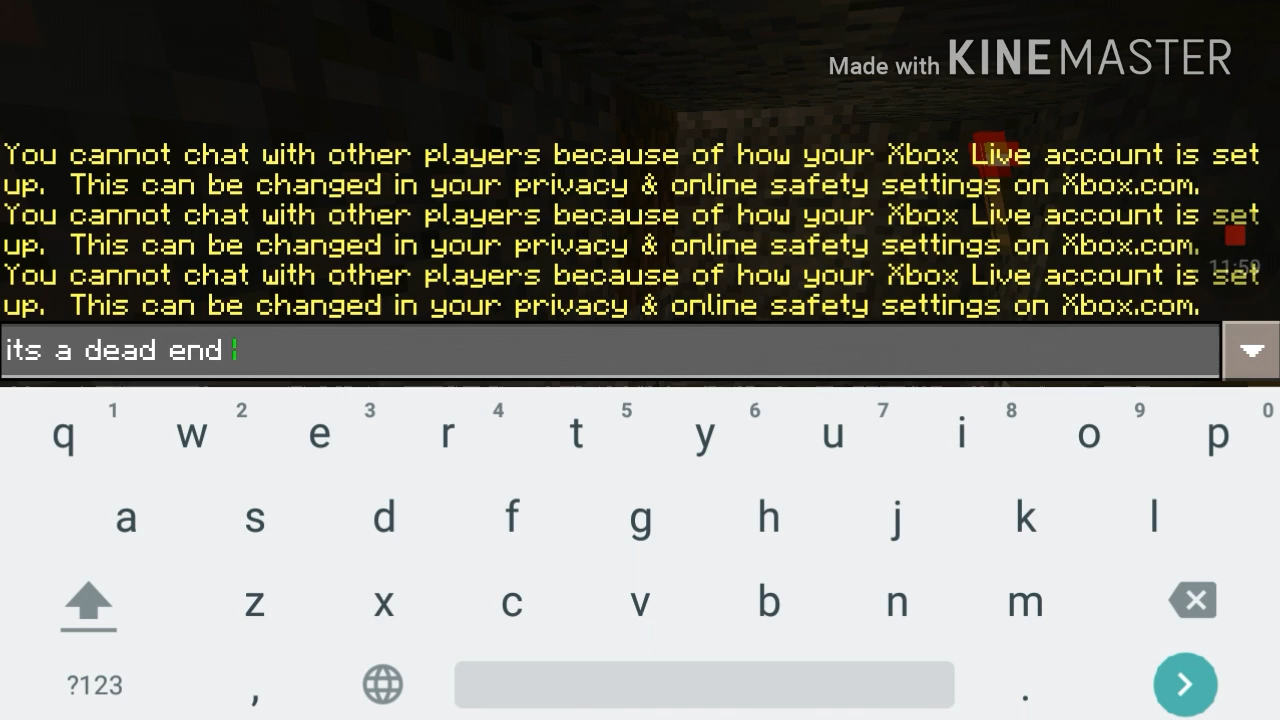 Made with KINEMASTER
You cannot chat with other players because of how your Xbox Live account is set
up.  This can be changed in your privacy & online safety settings on Xbox.com.
You cannot chat with other players because of how your Xbox Live account is set
up.  This can be changed in your privacy & online safety settings on Xbox.com.
11:59
You cannot chat with other players because of how your Xbox Live account is set
up.  This can be changed in your privacy & online safety settings on Xbox.com.
its a dead end
1 2 3 4 5 6 7 8 9 0
q w e r t y u i o p
a s d f g h j k l
z x c v b n m
?123 , .